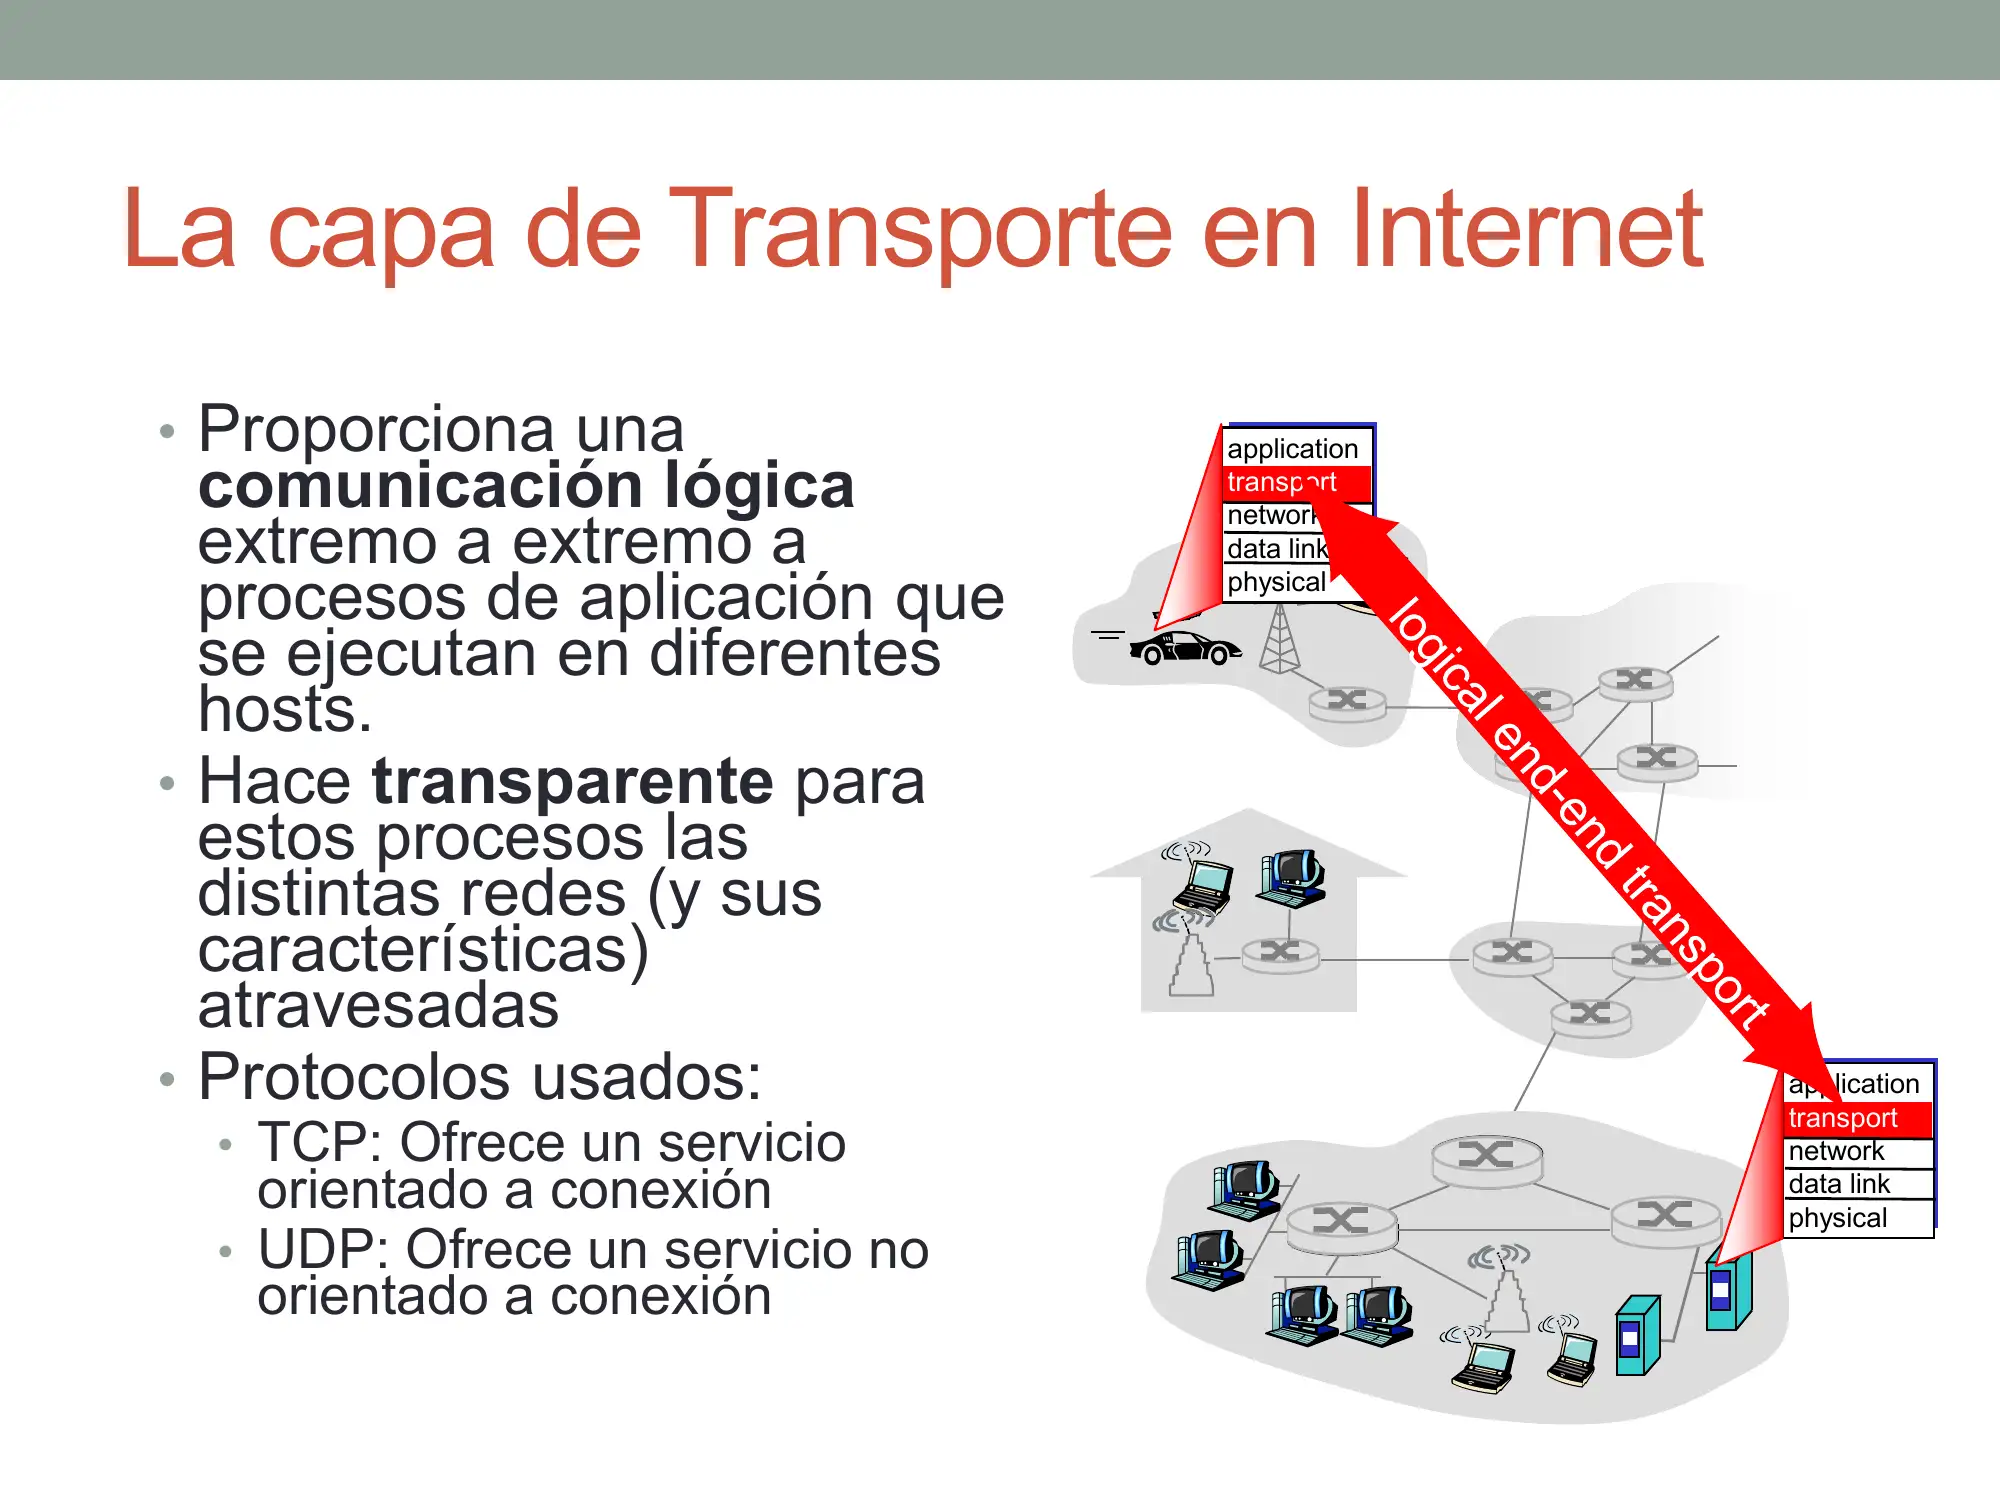 La capa de Transporte en Internet
• Proporciona una
comunicación lógica
extremo a extremo a
procesos de aplicación que
se ejecutan en diferentes
hosts.
• Hace transparente para
estos procesos las
distintas redes (y sus
características)
atravesadas
• Protocolos usados:
• TCP: Ofrece un servicio
orientado a conexión
• UDP: Ofrece un servicio no
orientado a conexión
application
transport
network
data link
physical
logical end-end transport
application
transport
network
data link
physical